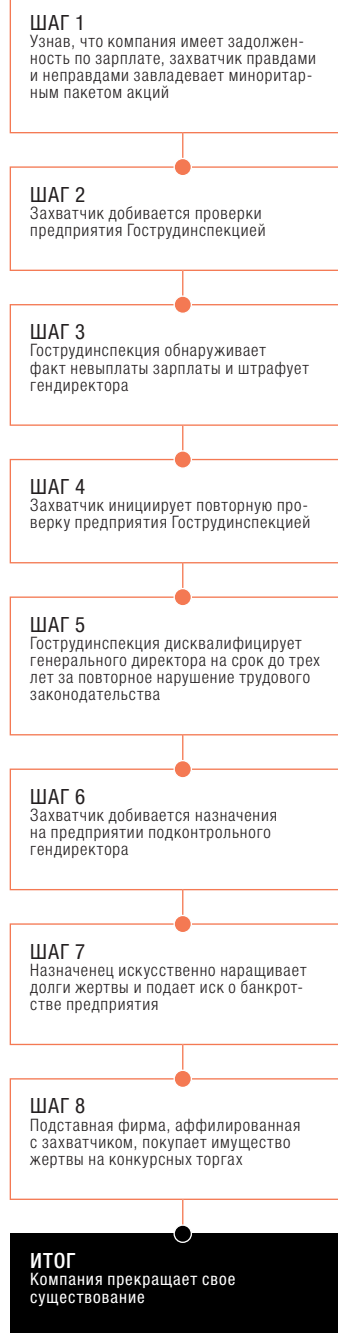 ШАГ 1
Узнав, что компания имеет задолжен-
ность по зарплате, захватчик правдами
и неправдами завладевает миноритар-
ным пакетом акций
ШАГ 2
Захватчик добивается проверки
предприятия Гострудинспекцией
ШАГ 3
Гострудинспекция обнаруживает
факт невыплаты зарплаты и штрафует
гендиректора
ШАГ 4
Захватчик инициирует повторную про-
верку предприятия Гострудинспекцией
ШАГ 5
Гострудинспекция дисквалифицирует
генерального директора на срок до трех
лет за повторное нарушение трудового
законодательства
ШАГ 6
Захватчик добивается назначения
на предприятии подконтрольного
гендиректора
ШАГ 7
Назначенец искусственно наращивает
долги жертвы и подает иск о банкрот-
стве предприятия
ШАГ 8
Подставная фирма, аффилированная
с захватчиком, покупает имущество
жертвы на конкурсных торгах
ИТОГ
Компания прекращает свое
существование